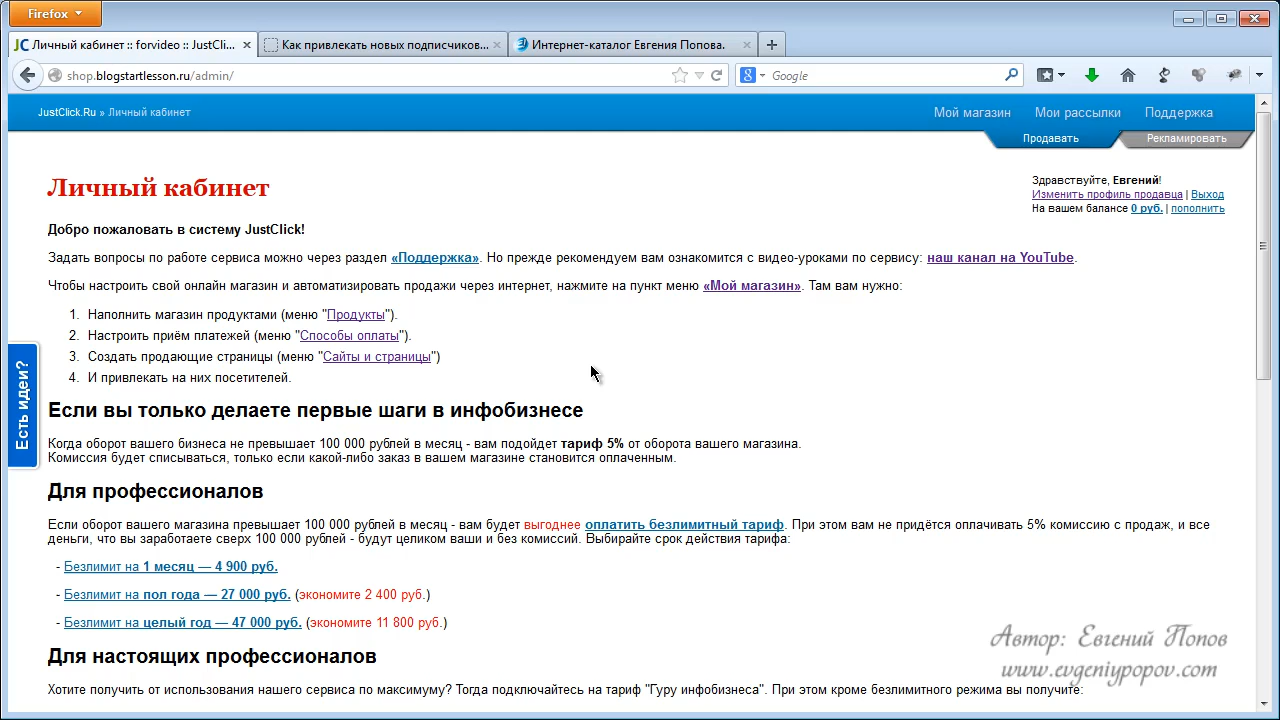 Firefox
Личный кабинет :: forvideo :: JustCli...
Как привлекать новых подписчиков...
Интернет-каталог Евгения Попова.
shop.blogstartlesson.ru/admin/
Google
JustClick.Ru » Личный кабинет
Мой магазин Мои рассылки Поддержка
Продавать Рекламировать
Здравствуйте, Евгений!
Изменить профиль продавца | Выход
На вашем балансе 0 руб. | пополнить
Личный кабинет
Добро пожаловать в систему JustClick!
Задать вопросы по работе сервиса можно через раздел «Поддержка». Но прежде рекомендуем вам ознакомится с видео-уроками по сервису: наш канал на YouTube.
Чтобы настроить свой онлайн магазин и автоматизировать продажи через интернет, нажмите на пункт меню «Мой магазин». Там вам нужно:
1. Наполнить магазин продуктами (меню "Продукты").
2. Настроить приём платежей (меню "Способы оплаты").
3. Создать продающие страницы (меню "Сайты и страницы")
4. И привлекать на них посетителей.
Есть идеи?
Если вы только делаете первые шаги в инфобизнесе
Когда оборот вашего бизнеса не превышает 100 000 рублей в месяц - вам подойдет тариф 5% от оборота вашего магазина.
Комиссия будет списываться, только если какой-либо заказ в вашем магазине становится оплаченным.
Для профессионалов
Если оборот вашего магазина превышает 100 000 рублей в месяц - вам будет выгоднее оплатить безлимитный тариф. При этом вам не придётся оплачивать 5% комиссию с продаж, и все
деньги, что вы заработаете сверх 100 000 рублей - будут целиком ваши и без комиссий. Выбирайте срок действия тарифа:
- Безлимит на 1 месяц — 4 900 руб.
- Безлимит на пол года — 27 000 руб. (экономите 2 400 руб.)
- Безлимит на целый год — 47 000 руб. (экономите 11 800 руб.)
Для настоящих профессионалов
Хотите получить от использования нашего сервиса по максимуму? Тогда подключайтесь на тариф "Гуру инфобизнеса". При этом кроме безлимитного режима вы получите:
Автор: Евгений Попов
www.evgeniypopov.com